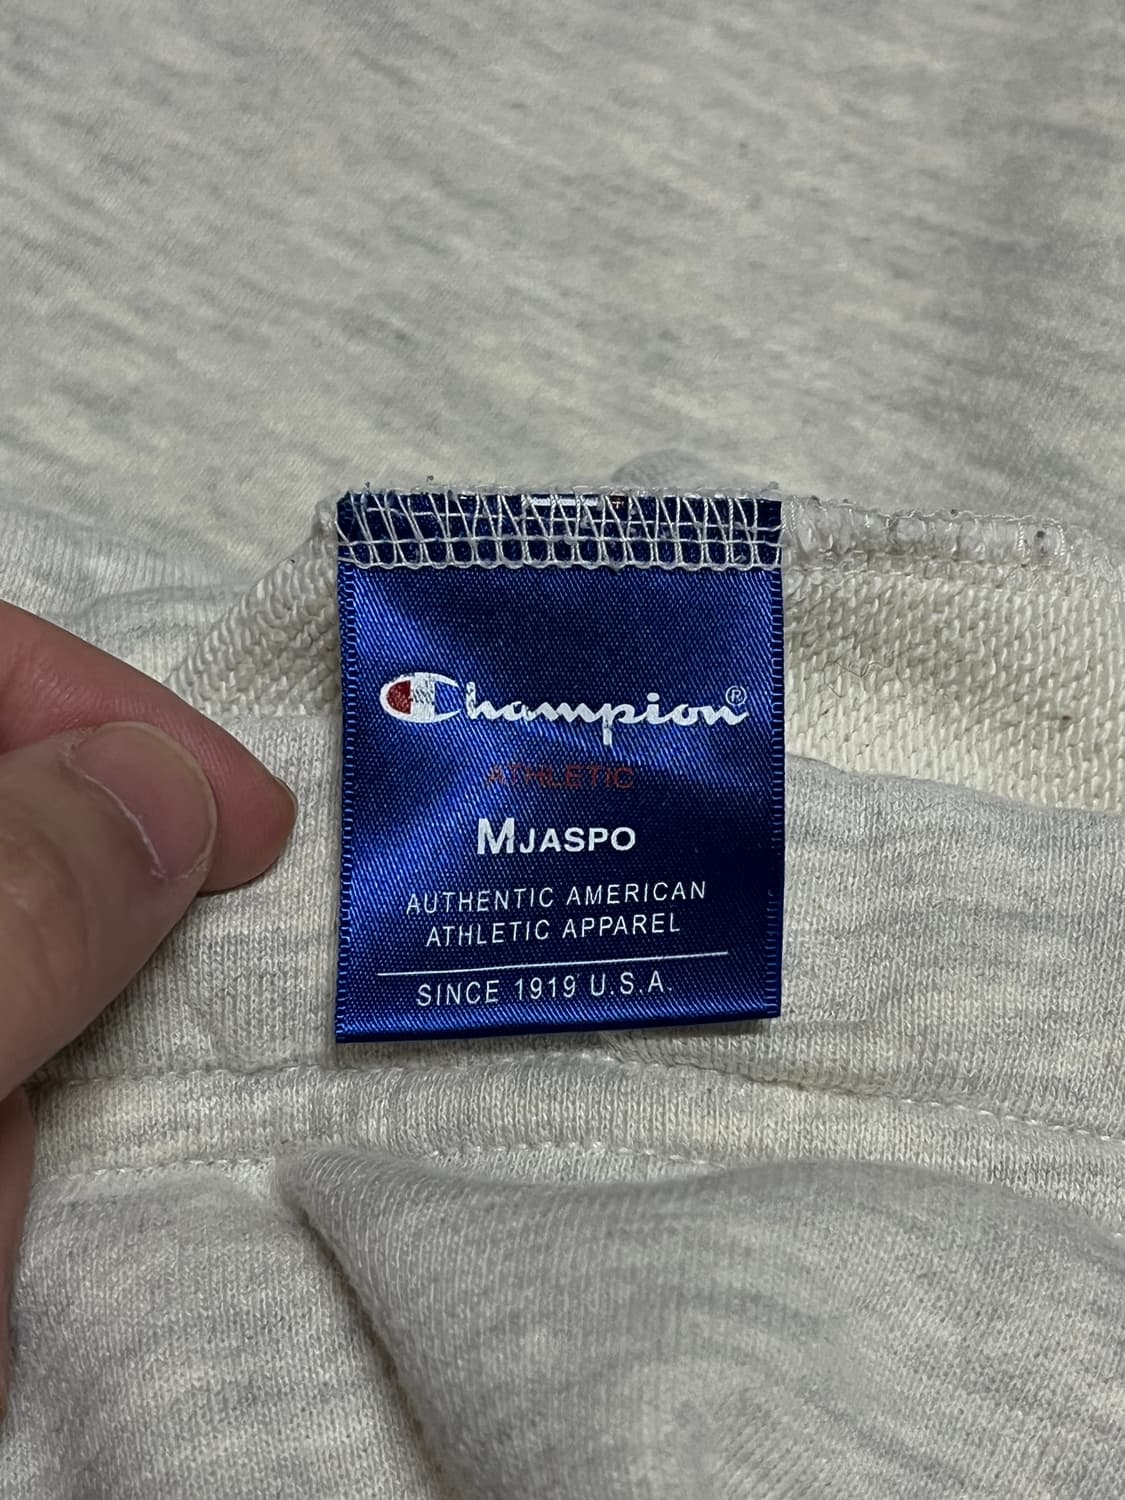 Champion®
ATHLETIC
MJASPO
AUTHENTIC AMERICAN
ATHLETIC APPAREL
SINCE 1919 U.S.A.